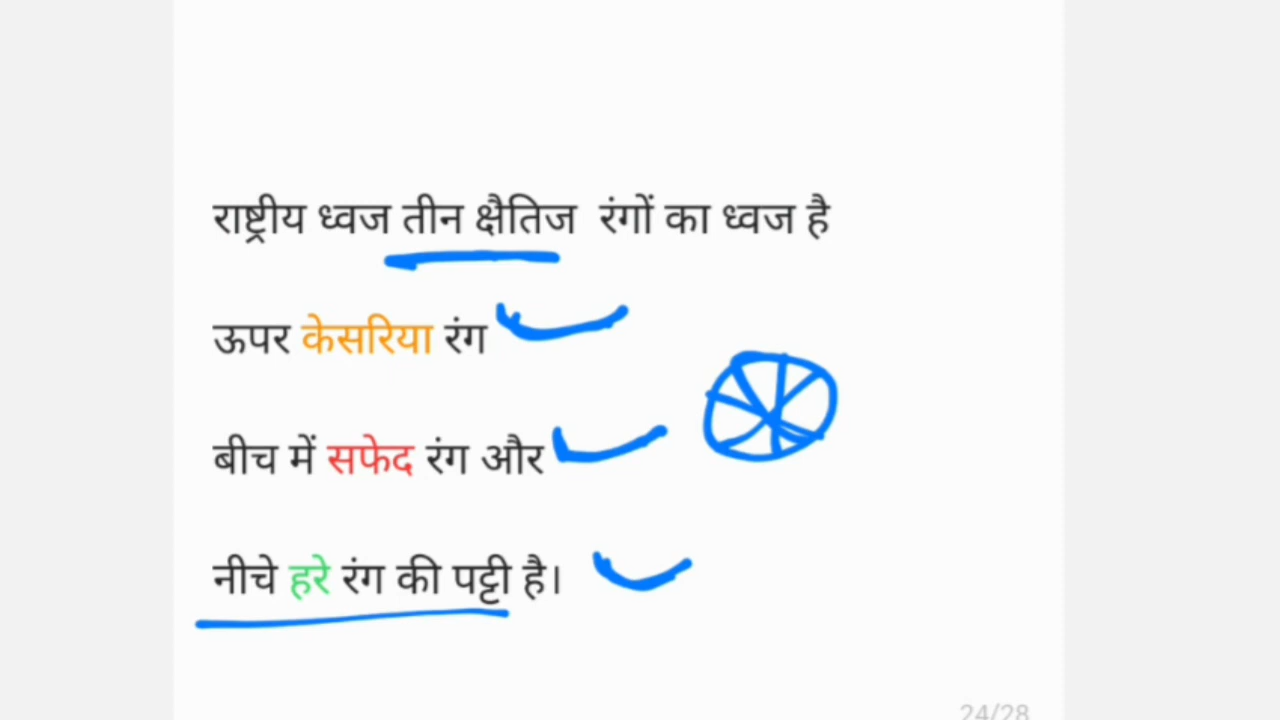 राष्ट्रीय ध्वज तीन क्षैतिज रंगों का ध्वज है
ऊपर केसरिया रंग
बीच में सफेद रंग और
नीचे हरे रंग की पट्टी है।
24/28